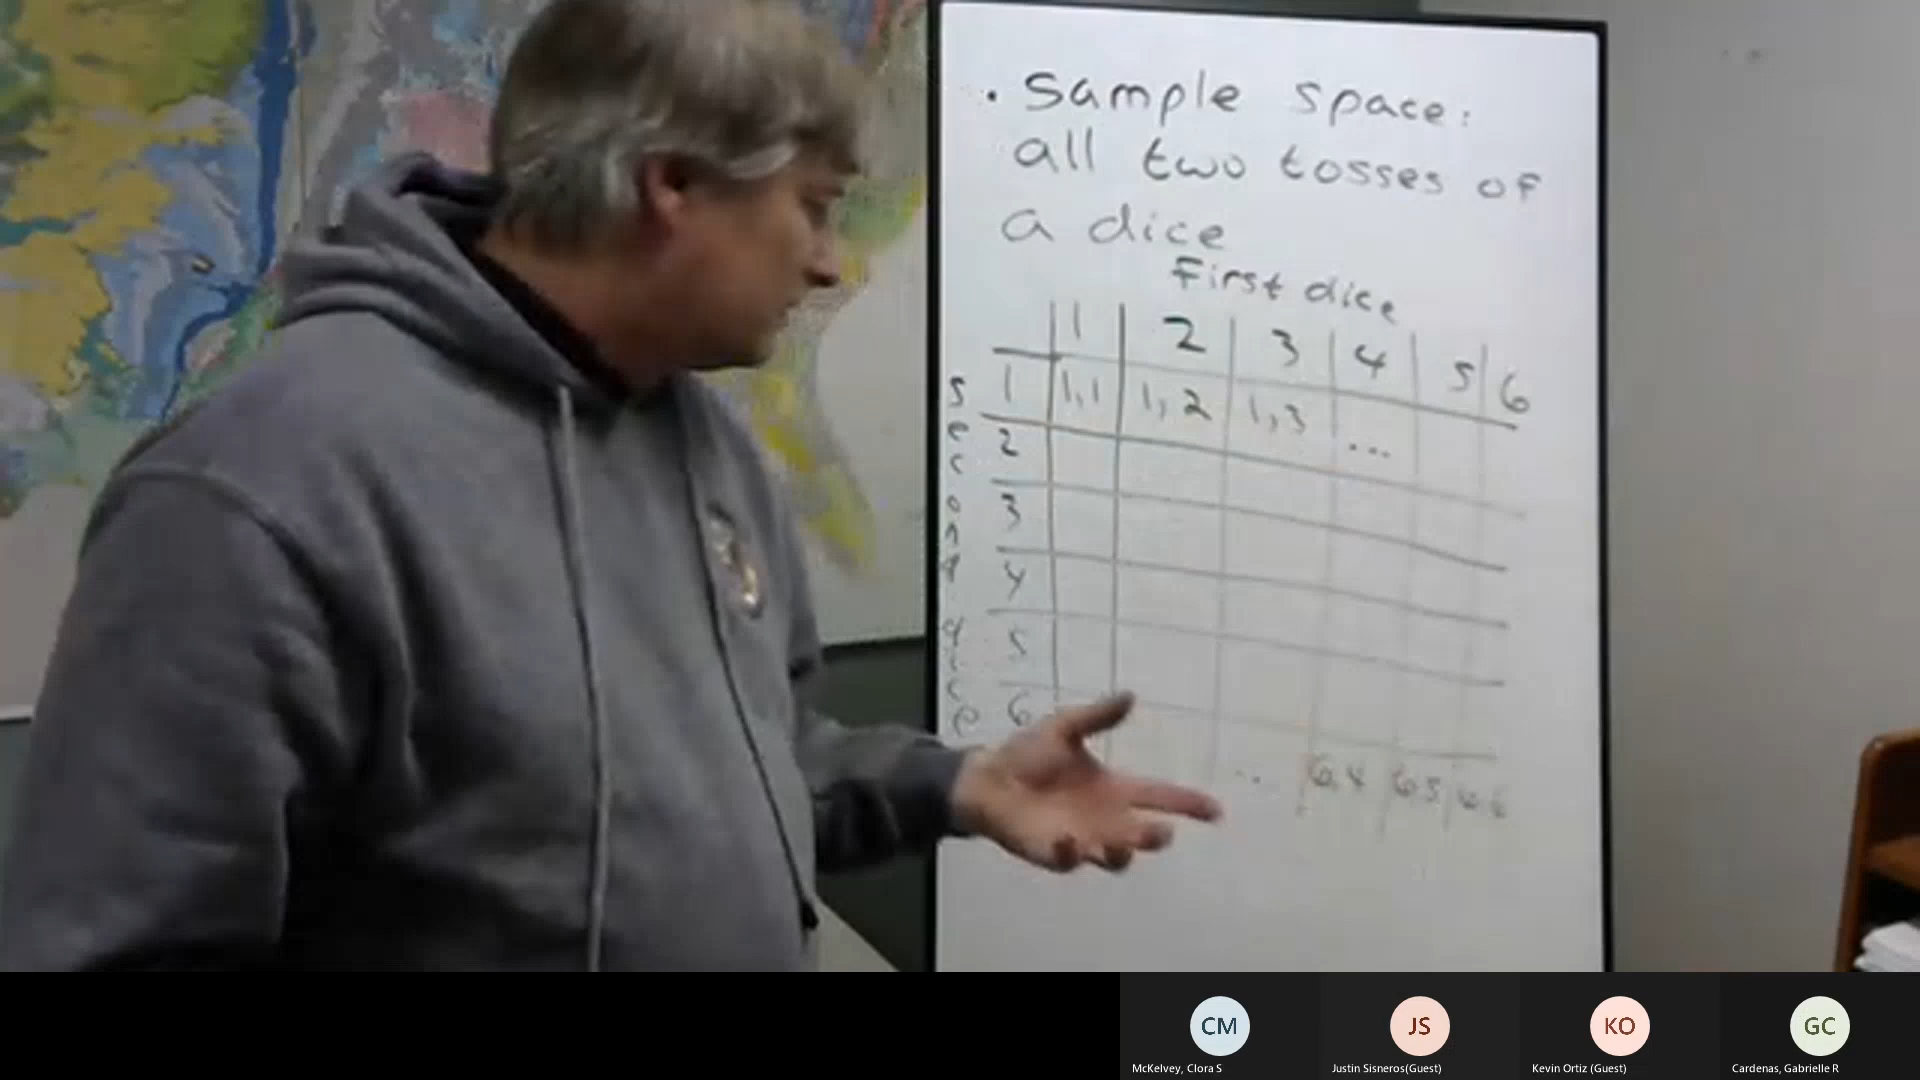 . Sample space:
all two tosses of
a dice
First dice
1 2 3 4 5 6
second dice
1 1,1 1,2 1,3 ...
2
3
4
5
6
... 6,4 6,5 6,6
CM JS KO GC
McKelvey, Clora S Justin Sisneros(Guest) Kevin Ortiz (Guest) Cardenas, Gabrielle R